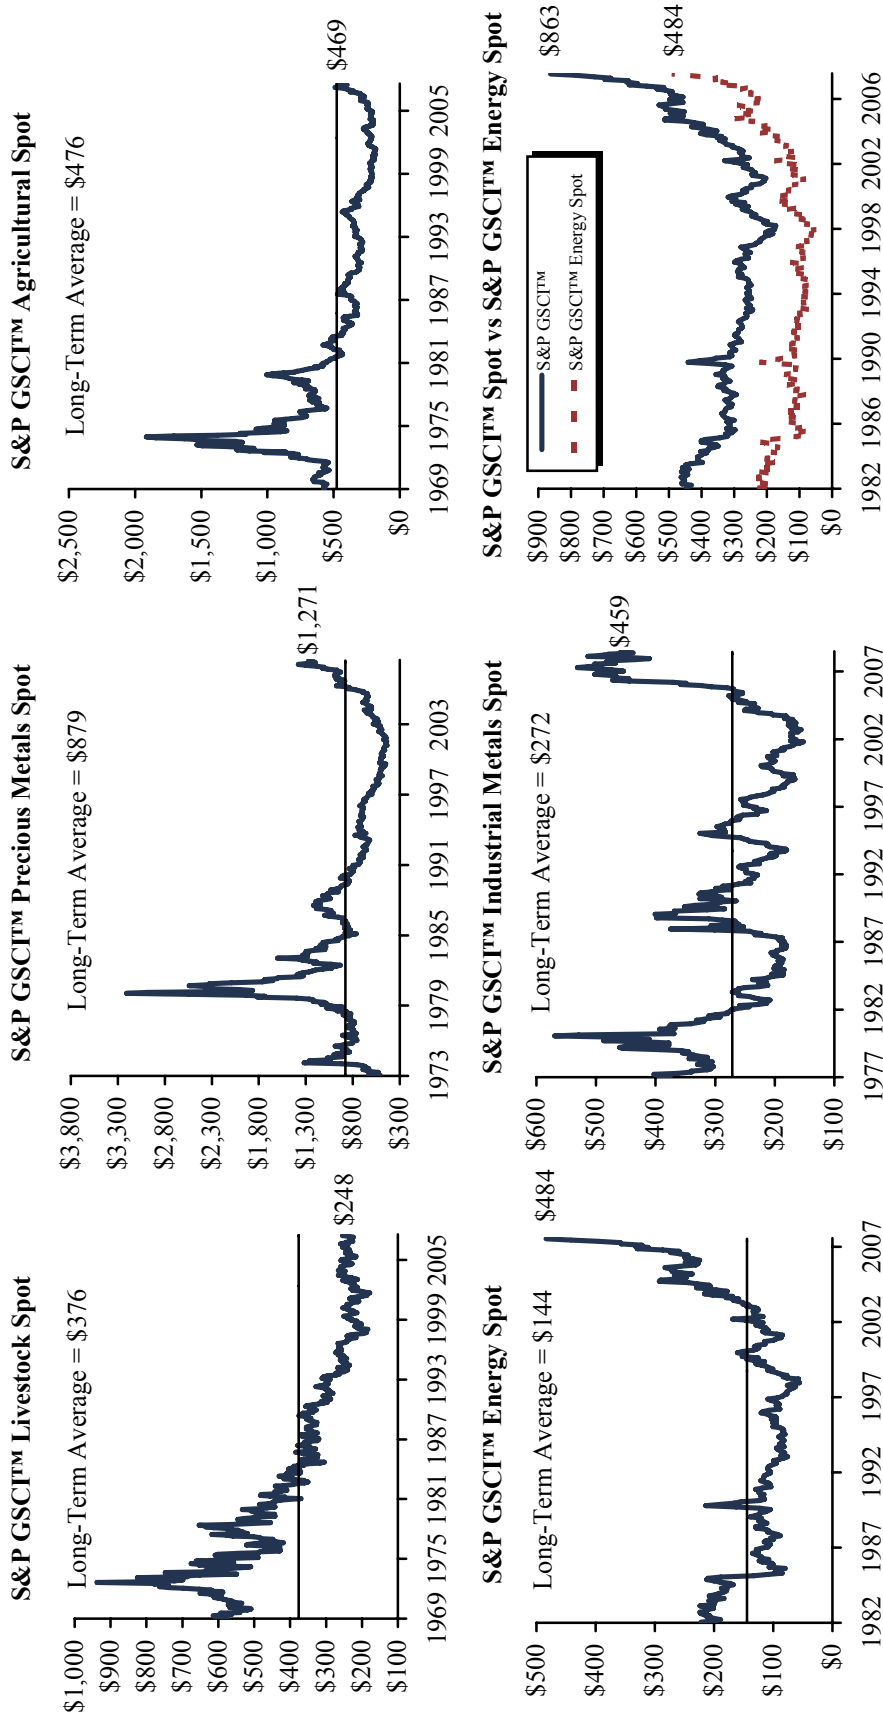 S&P GSCI™ Livestock Spot
Long-Term Average = $376
$1,000
$900
$800
$700
$600
$500
$400
$300
$200
$100
$248
1969 1975 1981 1987 1993 1999 2005
S&P GSCI™ Precious Metals Spot
Long-Term Average = $879
$3,800
$3,300
$2,800
$2,300
$1,800
$1,300
$800
$300
$1,271
1973 1979 1985 1991 1997 2003
S&P GSCI™ Agricultural Spot
Long-Term Average = $476
$2,500
$2,000
$1,500
$1,000
$500
$0
$469
1969 1975 1981 1987 1993 1999 2005
S&P GSCI™ Energy Spot
Long-Term Average = $144
$500
$400
$300
$200
$100
$0
$484
1982 1987 1992 1997 2002 2007
S&P GSCI™ Industrial Metals Spot
Long-Term Average = $272
$600
$500
$400
$300
$200
$100
$459
1977 1982 1987 1992 1997 2002 2007
S&P GSCI™ Spot vs S&P GSCI™ Energy Spot
$900
$800
$700
$600
$500
$400
$300
$200
$100
$0
S&P GSCI™
S&P GSCI™ Energy Spot
$863
$484
1982 1986 1990 1994 1998 2002 2006